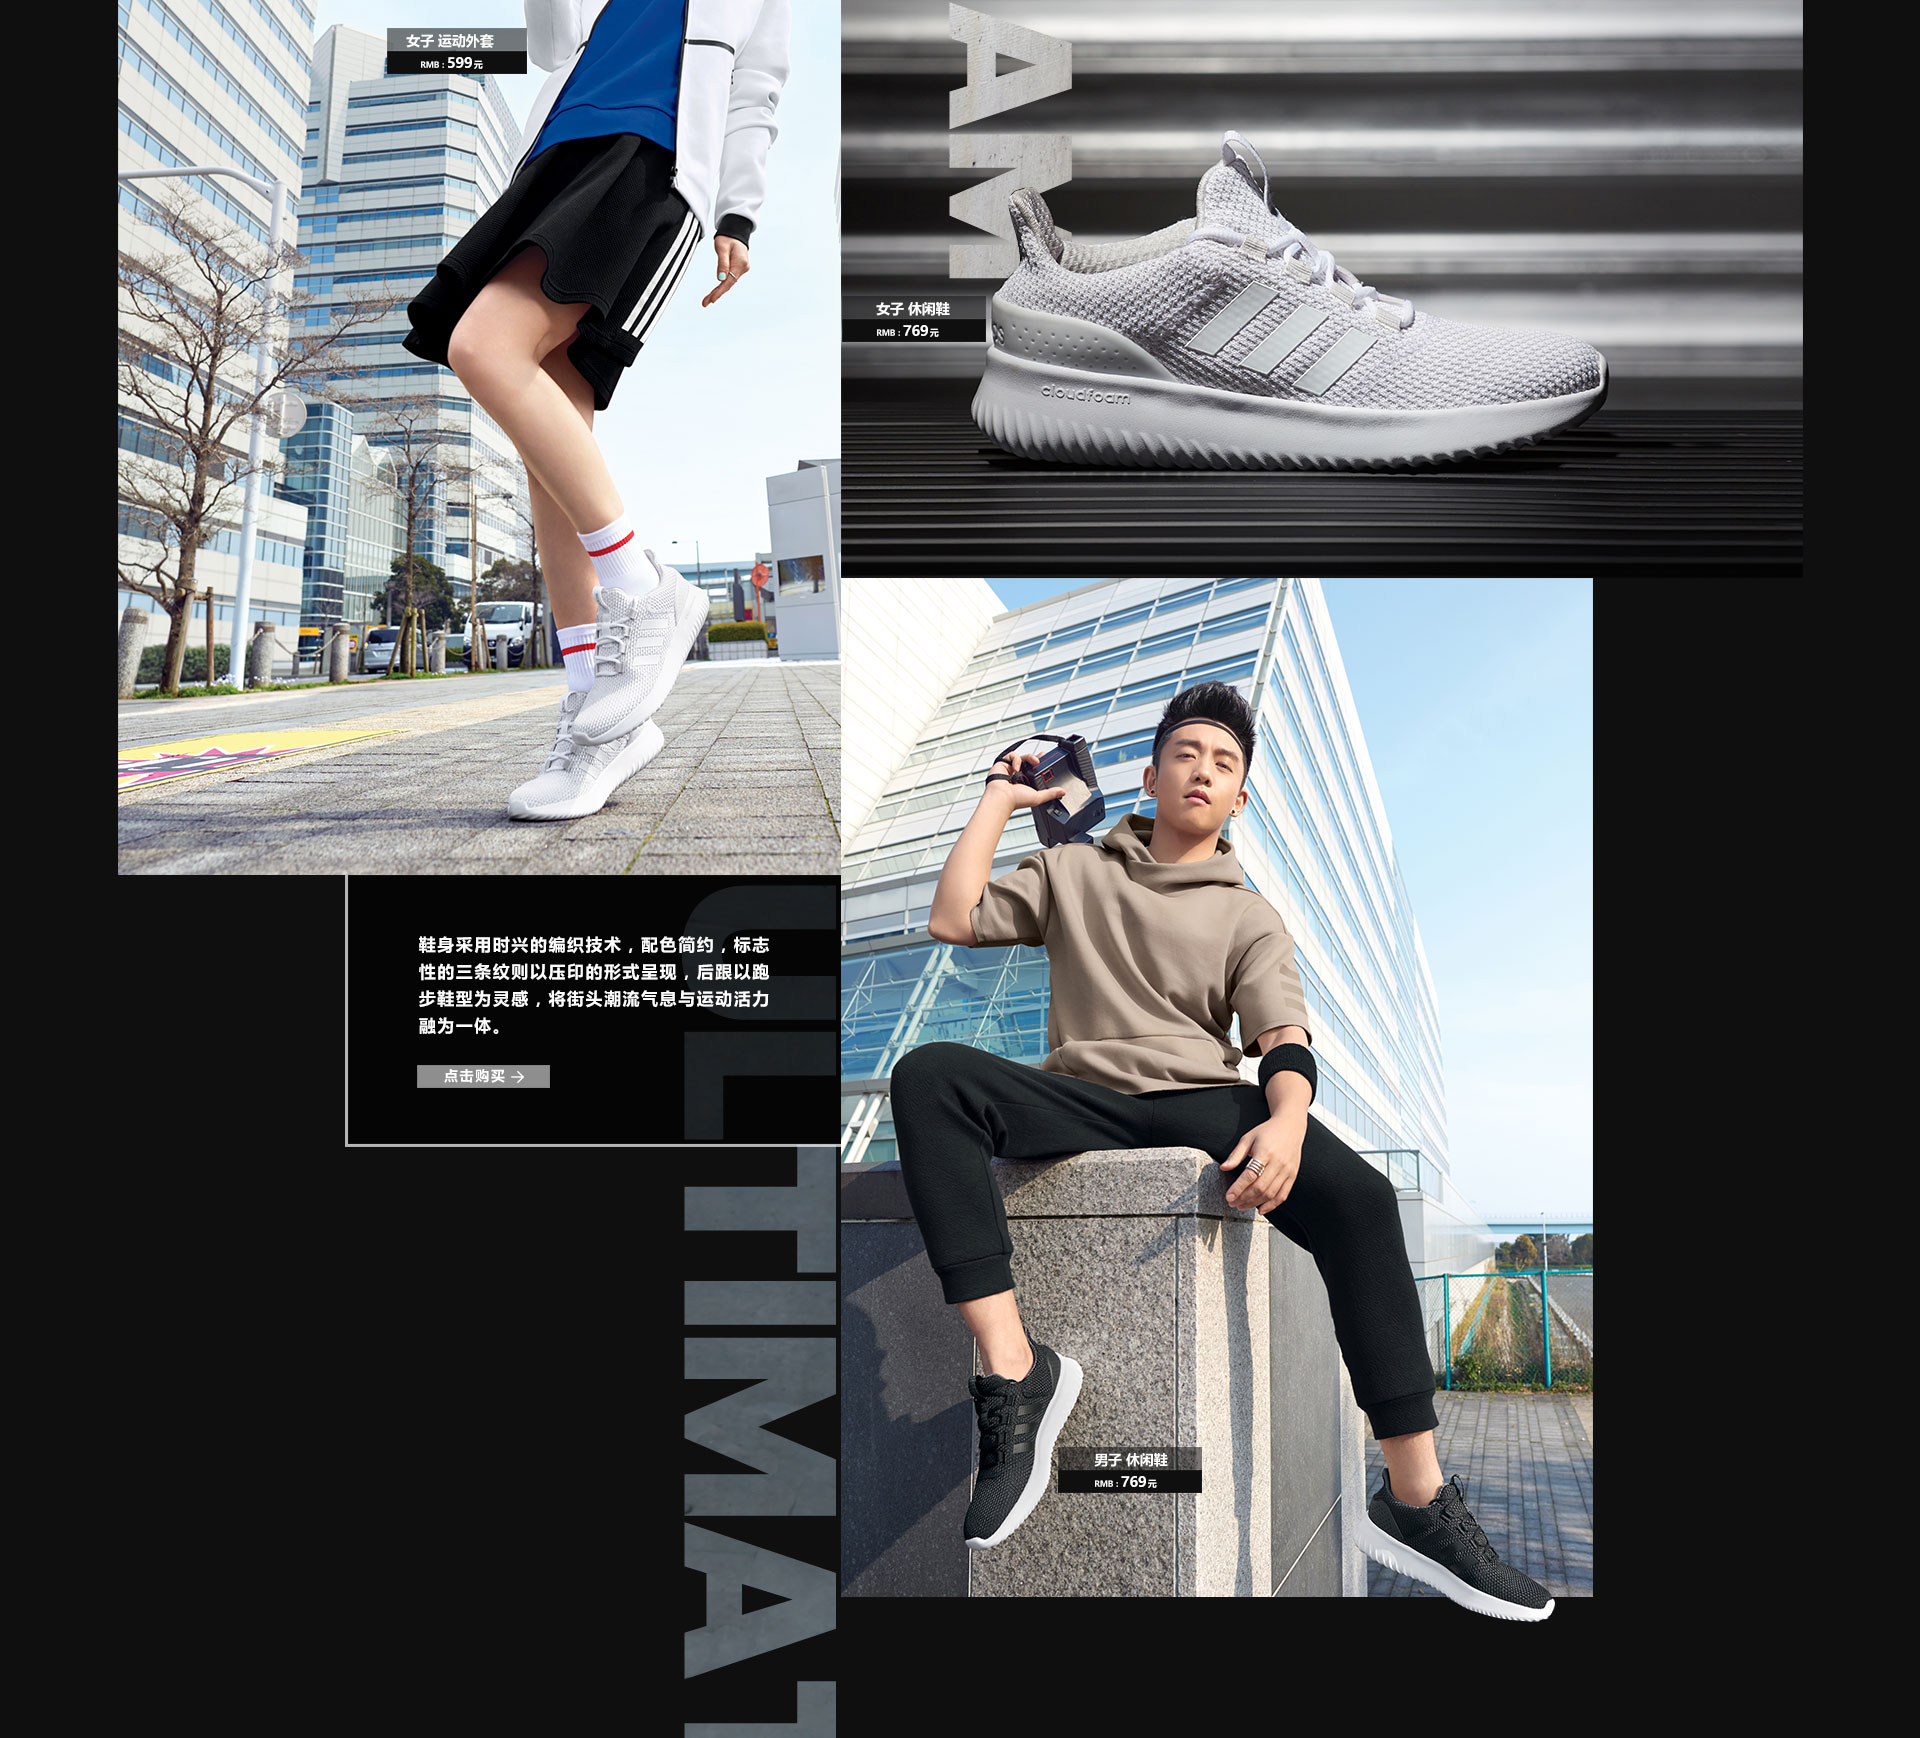 女子 运动外套
RMB : 599元
AM
女子 休闲鞋
RMB : 769元
cloudfoam
鞋身采用时兴的编织技术，配色简约，标志
性的三条纹则以压印的形式呈现，后跟以跑
步鞋型为灵感，将街头潮流气息与运动活力
融为一体。
点击购买→
ULTIMAT
男子 休闲鞋
RMB : 769元